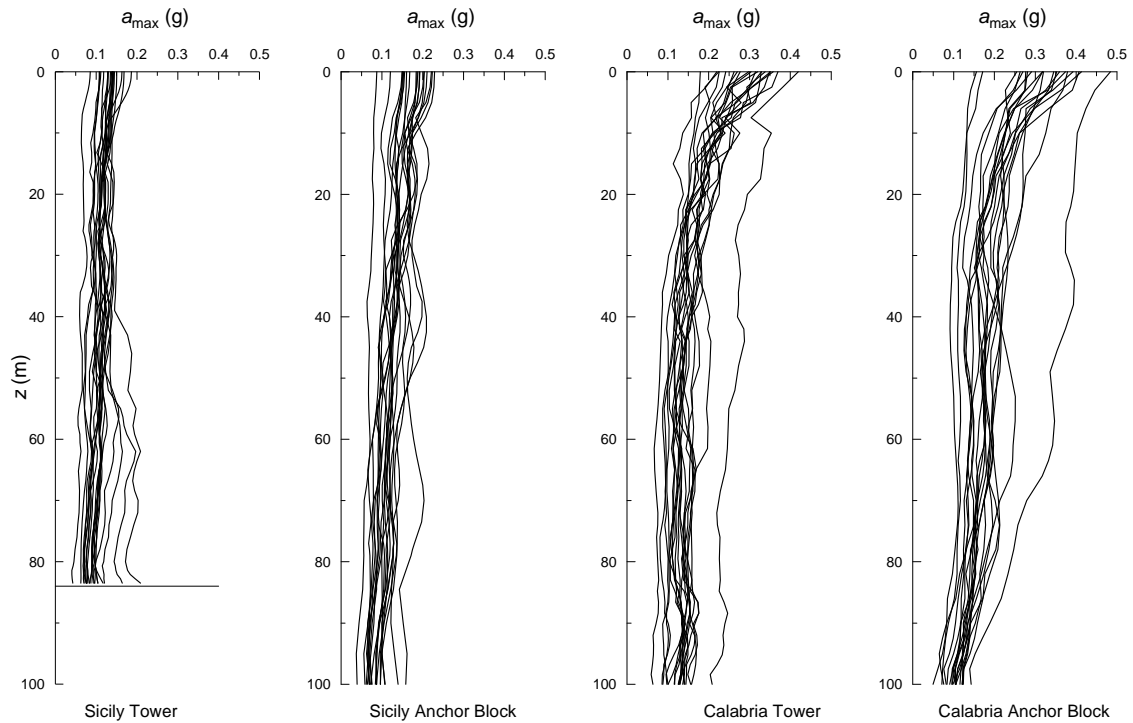 a_max (g) a_max (g) a_max (g) a_max (g)
0 0.1 0.2 0.3 0.4 0.5 0 0.1 0.2 0.3 0.4 0.5 0 0.1 0.2 0.3 0.4 0.5 0 0.1 0.2 0.3 0.4 0.5
0 0 0 0
20 20 20 20
40 40 40 40
z (m)
60 60 60 60
80 80 80 80
100 100 100 100
Sicily Tower Sicily Anchor Block Calabria Tower Calabria Anchor Block